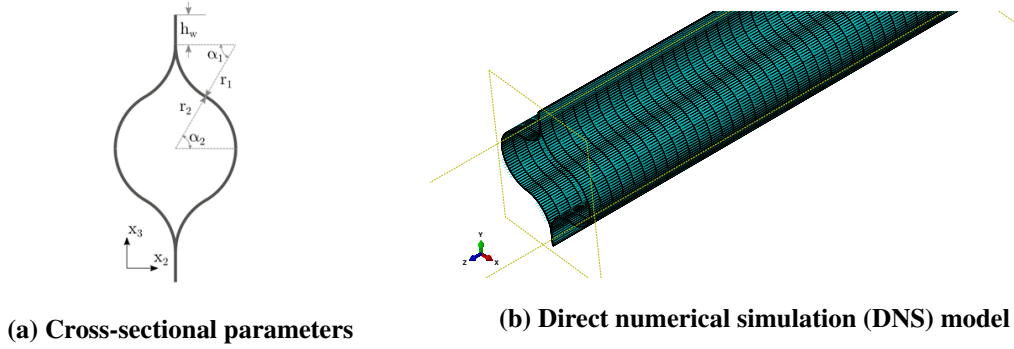 h_w
α_1
r_1
r_2
α_2
x_3
x_2
Y
Z
X
(a) Cross-sectional parameters
(b) Direct numerical simulation (DNS) model